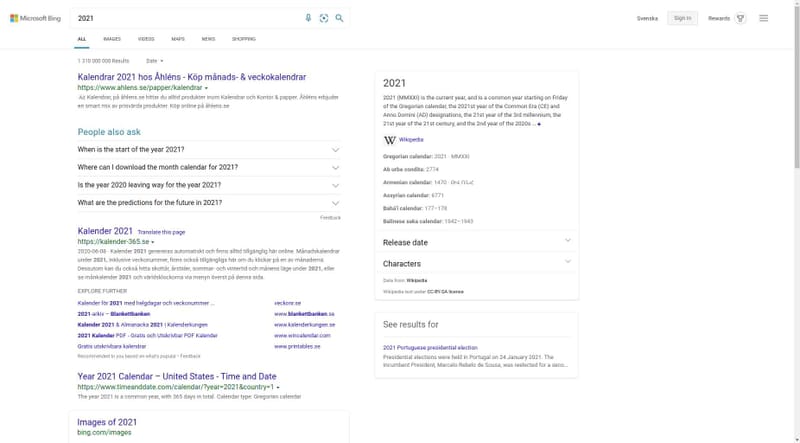 Microsoft Bing
2021
Svenska
Sign in
Rewards
ALL
IMAGES
VIDEOS
MAPS
NEWS
SHOPPING
1 310 000 000 Results
Date
Kalendrar 2021 hos Åhléns - Köp månads- & veckokalendrar
https://www.ahlens.se/papper/kalendrar
Kalendrar, på åhlens.se hittar du alltid produkter inom Kalendrar och Kontor & papper. Åhléns erbjuder
en smart mix av prisvärda produkter. Köp online på åhlens.se
People also ask
When is the start of the year 2021?
Where can I download the month calendar for 2021?
Is the year 2020 leaving way for the year 2021?
What are the predictions for the future in 2021?
Feedback
Kalender 2021 Translate this page
https://kalender-365.se
2020-06-08 · Kalender 2021 genereras automatiskt och finns alltid tillgänglig här online. Månadskalendrar
under 2021, inklusive veckonummer, finns också tillgängliga här om du klickar på en av månaderna.
Dessutom kan du också hitta skottår, årstider, sommar- och vintertid och månens läge under 2021, eller
se månkalender 2021 och världsklockorna via menyn överst på denna sida.
EXPLORE FURTHER
Kalender för 2021 med helgdagar och veckonummer ...
veckonr.se
2021-arkiv – Blankettbanken
www.blankettbanken.se
Kalender 2021 & Almanacka 2021 | Kalenderkungen
www.kalenderkungen.se
2021 Kalender PDF - Gratis och Utskrivbar PDF Kalender
www.wincalendar.com
Gratis utskrivbara kalendrar
www.printables.se
Recommended to you based on what's popular • Feedback
Year 2021 Calendar – United States - Time and Date
https://www.timeanddate.com/calendar/?year=2021&country=1
The year 2021 is a common year, with 365 days in total. Calendar type: Gregorian calendar
Images of 2021
bing.com/images
2021
2021 (MMXXI) is the current year, and is a common year starting on Friday
of the Gregorian calendar, the 2021st year of the Common Era (CE) and
Anno Domini (AD) designations, the 21st year of the 3rd millennium, the
21st year of the 21st century, and the 2nd year of the 2020s ...
W Wikipedia
Gregorian calendar: 2021 · MMXXI
Ab urbe condita: 2774
Armenian calendar: 1470 ·
Assyrian calendar: 6771
Bahá'í calendar: 177–178
Balinese saka calendar: 1942–1943
Release date
Characters
Data from: Wikipedia
Wikipedia text under CC-BY-SA license
See results for
2021 Portuguese presidential election
Presidential elections were held in Portugal on 24 January 2021. The
incumbent President, Marcelo Rebelo de Sousa, was reelected for a seco...